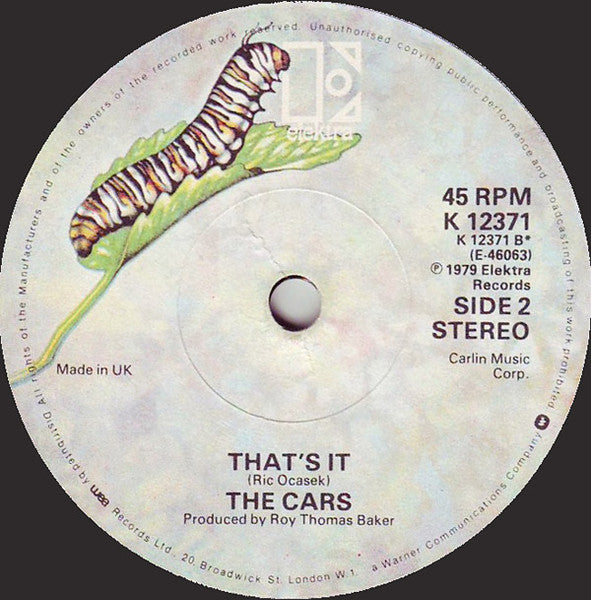 elektra
45 RPM
K 12371
K 12371 B*
(E-46063)
℗ 1979 Elektra
Records
SIDE 2
STEREO
Carlin Music
Corp.
Made in UK
THAT'S IT
(Ric Ocasek)
THE CARS
Produced by Roy Thomas Baker
All rights of the Manufacturers and of the owners of the recorded work reserved. Unauthorised copying public performance and broadcasting of this work prohibited.
Distributed by wea Records Ltd. 20 Broadwick St. London W.1. a Warner Communications Company